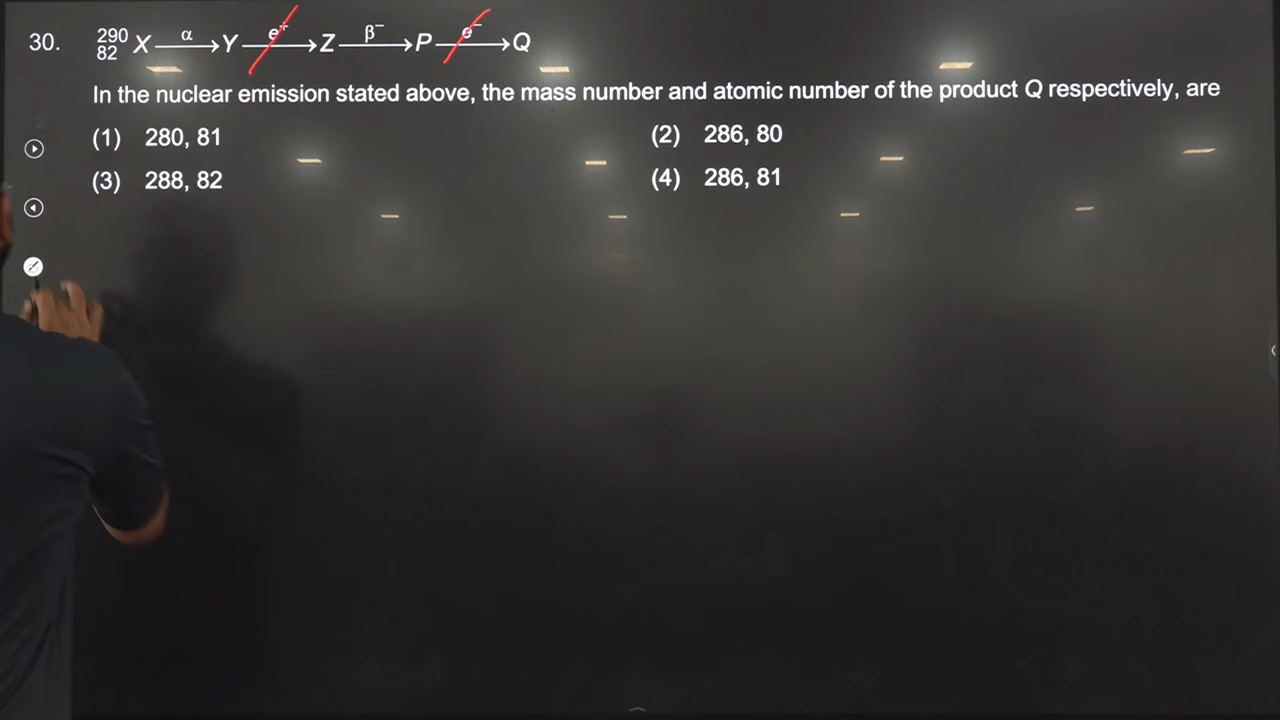 30. ²⁹⁰₈₂X —α→ Y —e⁺→ Z —β⁻→ P —e⁻→ Q
In the nuclear emission stated above, the mass number and atomic number of the product Q respectively, are
(1) 280, 81 (2) 286, 80
(3) 288, 82 (4) 286, 81